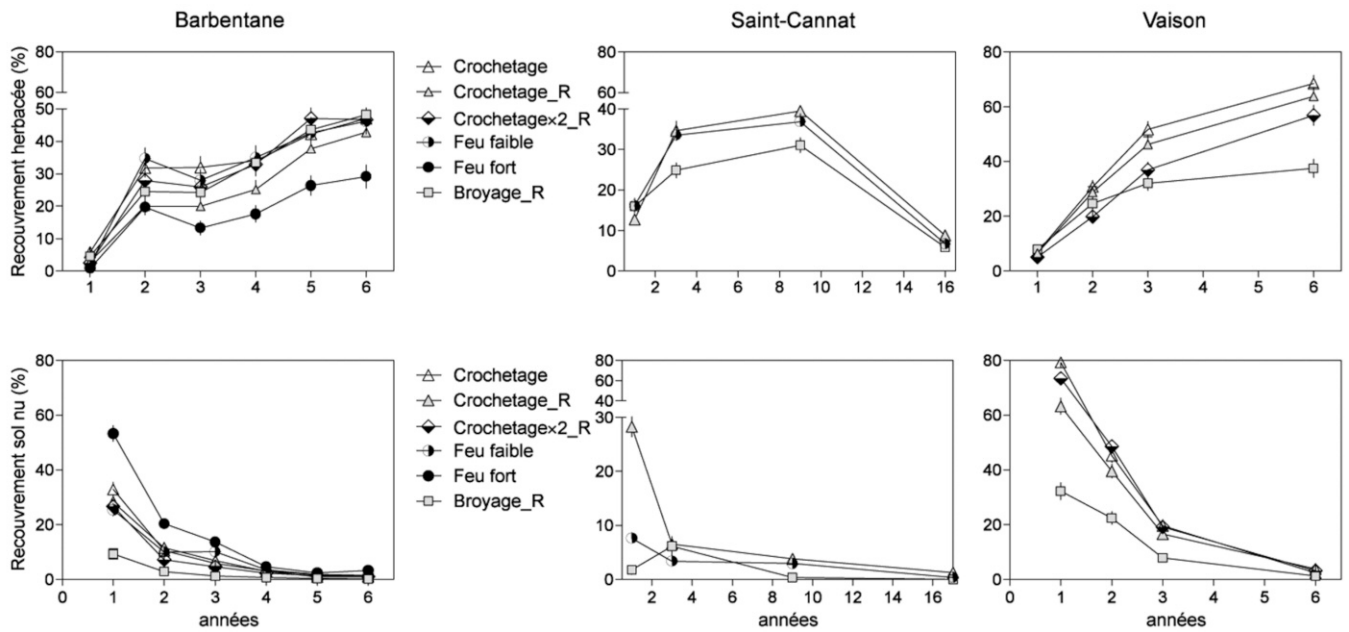 Barbentane
Saint-Cannat
Vaison
Recouvrement herbacée (%)
80
60
50
40
30
20
10
0
1 2 3 4 5 6
Crochetage
Crochetage_R
Crochetage×2_R
Feu faible
Feu fort
Broyage_R
80
60
40
30
20
10
0
2 4 6 8 10 12 14 16
80
60
40
20
0
1 2 3 4 5 6
Recouvrement sol nu (%)
80
60
40
20
0
0 1 2 3 4 5 6
années
Crochetage
Crochetage_R
Crochetage×2_R
Feu faible
Feu fort
Broyage_R
80
60
40
30
20
10
0
2 4 6 8 10 12 14 16
années
80
60
40
20
0
0 1 2 3 4 5 6
années